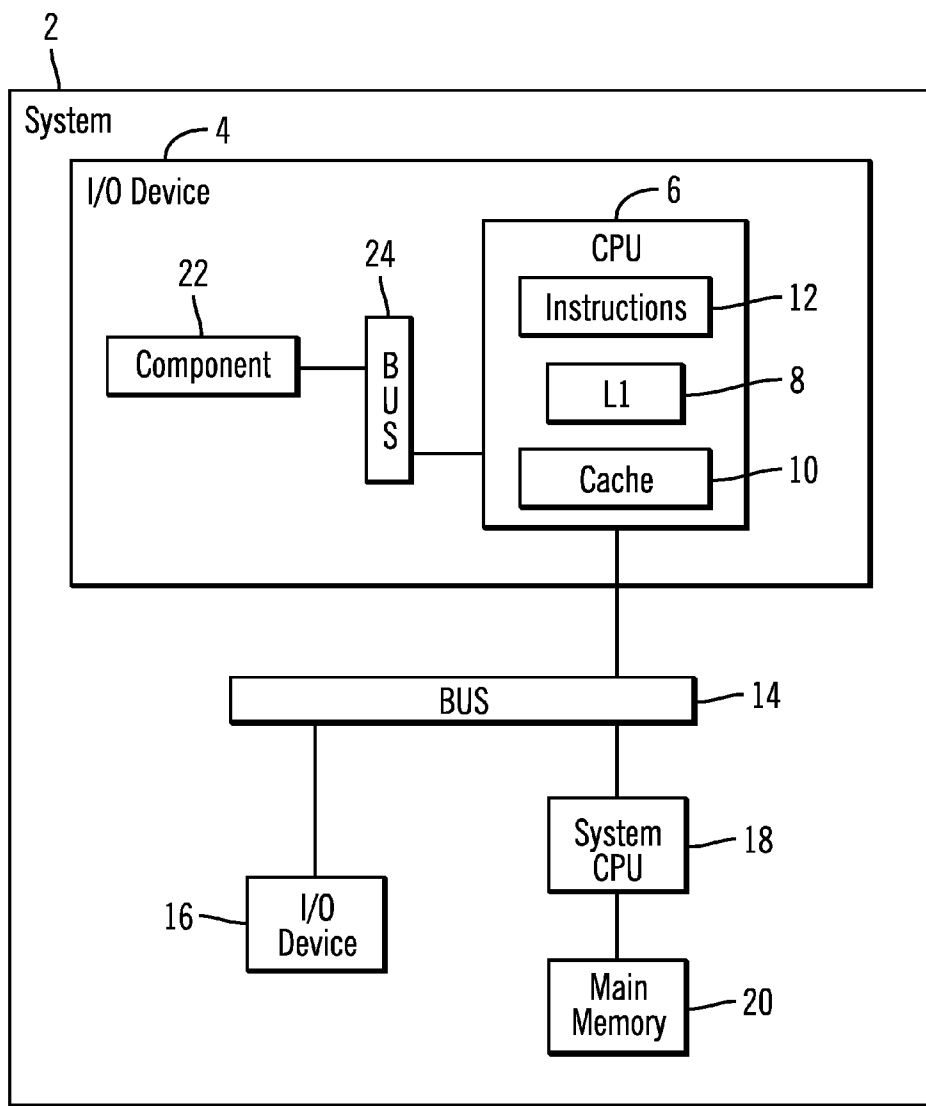 2
System
4
I/O Device
6
CPU
24
22
Instructions
12
Component
BUS
L1
8
Cache
10
BUS
14
System
CPU
18
16
I/O
Device
Main
Memory
20